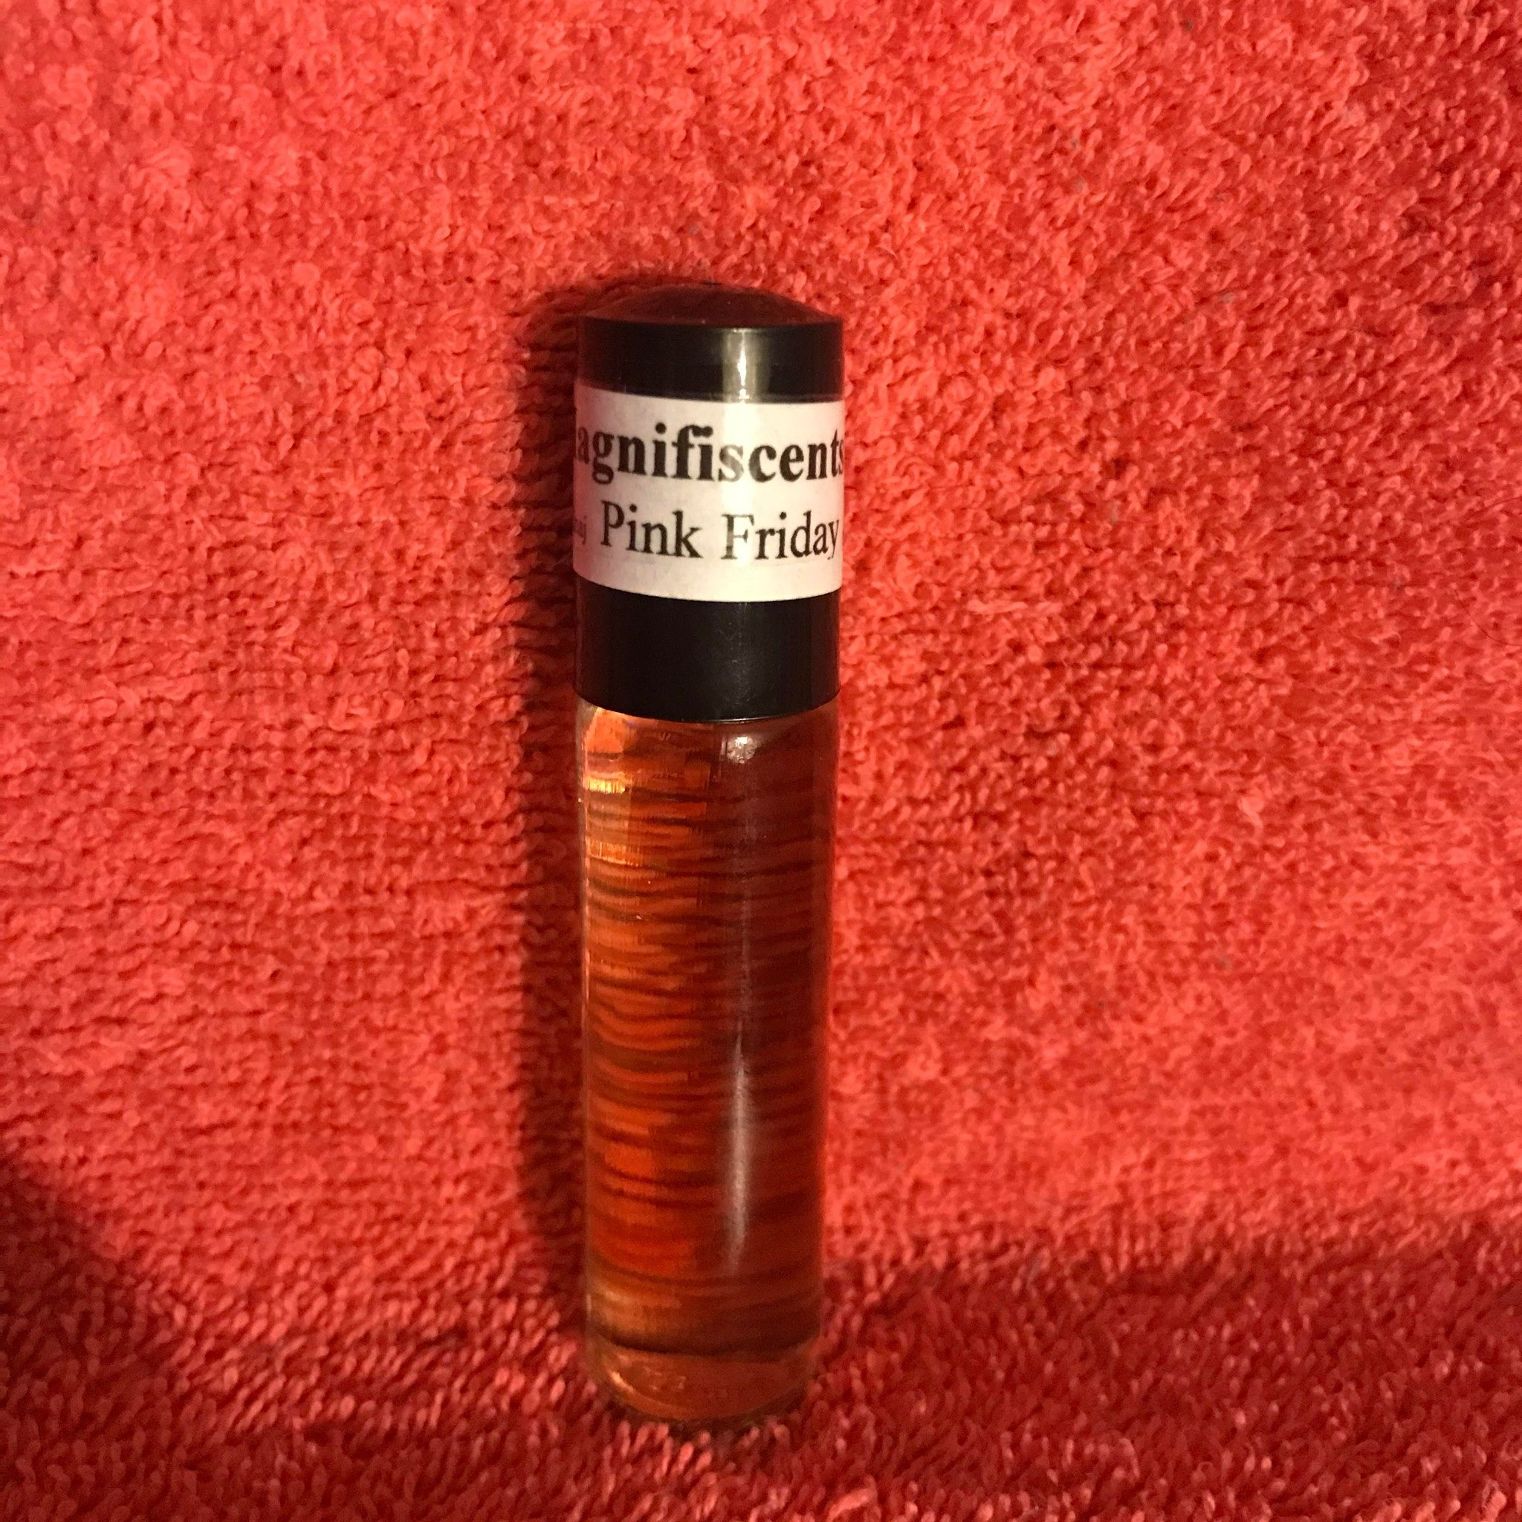 agnifiscents
Pink Friday